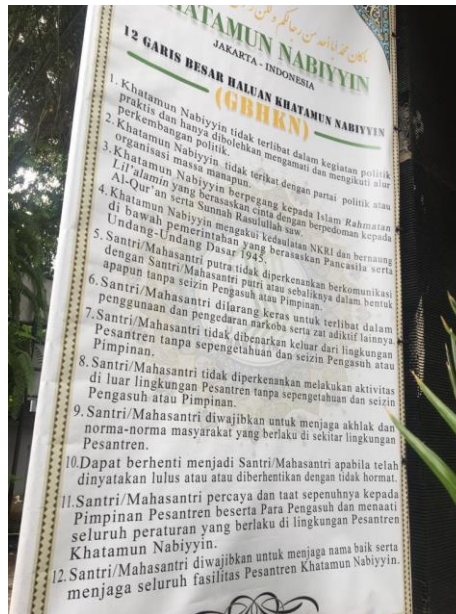 ماكان محمد ابا أحد من رجالكم ولكن
KHATAMUN NABIYYIN
JAKARTA - INDONESIA
12 GARIS BESAR HALUAN KHATAMUN NABIYYIN
(GBHKN)
1. Khatamun Nabiyyin tidak terlibat dalam kegiatan politik
praktis dan hanya dibolehkan mengamati dan mengikuti alur
perkembangan politik.
2. Khatamun Nabiyyin tidak terikat dengan partai politik atau
organisasi massa manapun.
3. Khatamun Nabiyyin berpegang kepada Islam Rahmatan
Lil'alamin yang berasaskan cinta dengan berpedoman kepada
Al-Qur'an serta Sunnah Rasulullah saw.
4. Khatamun Nabiyyin mengakui kedaulatan NKRI dan bernaung
di bawah pemerintahan yang berasaskan Pancasila serta
Undang-Undang Dasar 1945.
5. Santri/Mahasantri putra tidak diperkenankan berkomunikasi
dengan Santri/Mahasantri putri atau sebaliknya dalam bentuk
apapun tanpa seizin Pengasuh atau Pimpinan.
6. Santri/Mahasantri dilarang keras untuk terlibat dalam
penggunaan dan pengedaran narkoba serta zat adiktif lainnya.
7. Santri/Mahasantri tidak dibenarkan keluar dari lingkungan
Pesantren tanpa sepengetahuan dan seizin Pengasuh atau
Pimpinan.
8. Santri/Mahasantri tidak diperkenankan melakukan aktivitas
di luar lingkungan Pesantren tanpa sepengetahuan dan seizin
Pengasuh atau Pimpinan.
9. Santri/Mahasantri diwajibkan untuk menjaga akhlak dan
norma-norma masyarakat yang berlaku di sekitar lingkungan
Pesantren.
10.Dapat berhenti menjadi Santri/Mahasantri apabila telah
dinyatakan lulus atau atau diberhentikan dengan tidak hormat.
11.Santri/Mahasantri percaya dan taat sepenuhnya kepada
Pimpinan Pesantren beserta Para Pengasuh dan menaati
seluruh peraturan yang berlaku di lingkungan Pesantren
Khatamun Nabiyyin.
12.Santri/Mahasantri diwajibkan untuk menjaga nama baik serta
menjaga seluruh fasilitas Pesantren Khatamun Nabiyyin.